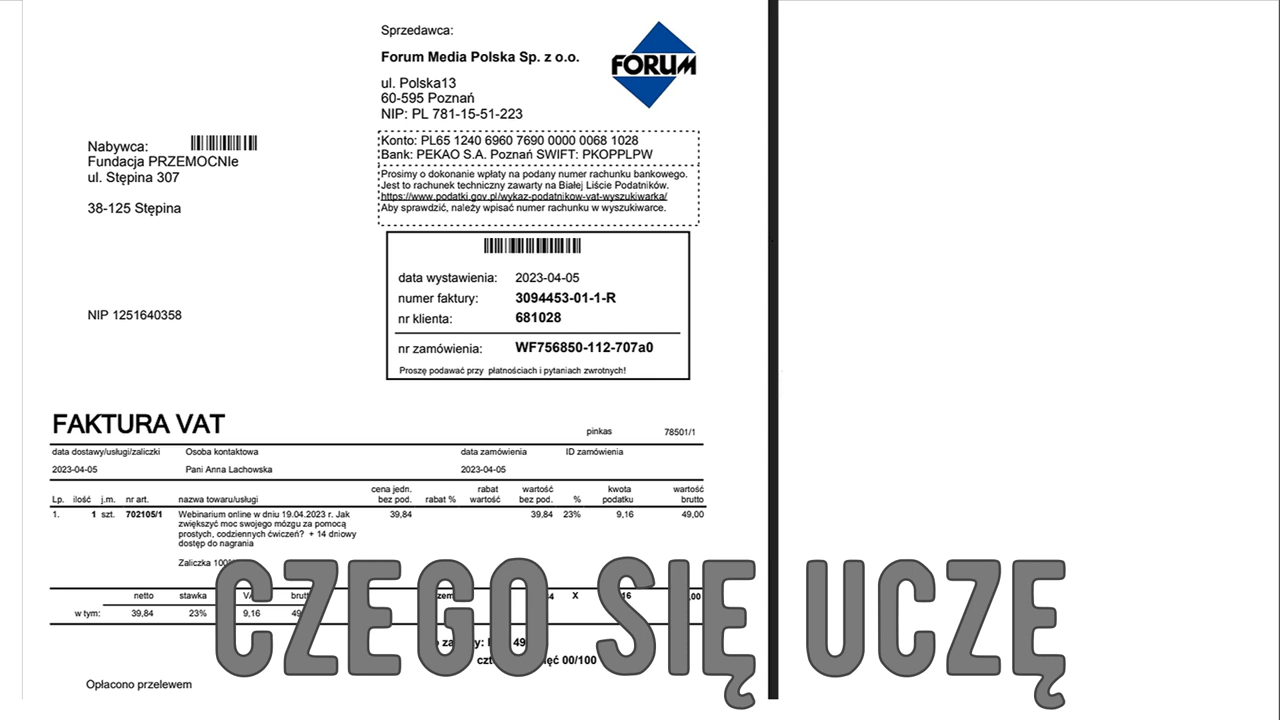 Sprzedawca:
Forum Media Polska Sp. z o.o.
FORUM
ul. Polska13
60-595 Poznań
NIP: PL 781-15-51-223
Konto: PL65 1240 6960 7690 0000 0068 1028
Bank: PEKAO S.A. Poznań SWIFT: PKOPPLPW
Prosimy o dokonanie wpłaty na podany numer rachunku bankowego.
Jest to rachunek techniczny zawarty na Białej Liście Podatników.
https://www.podatki.gov.pl/wykaz-podatnikow-vat-wyszukiwarka/
Aby sprawdzić, należy wpisać numer rachunku w wyszukiwarce.
Nabywca:
Fundacja PRZEMOCNIe
ul. Stępina 307
38-125 Stępina
NIP 1251640358
data wystawienia: 2023-04-05
numer faktury: 3094453-01-1-R
nr klienta: 681028
nr zamówienia: WF756850-112-707a0
Proszę podawać przy płatnościach i pytaniach zwrotnych!
FAKTURA VAT
pinkas 78501/1
data dostawy/usługi/zaliczki Osoba kontaktowa data zamówienia ID zamówienia
2023-04-05 Pani Anna Lachowska 2023-04-05
cena jedn. rabat wartość kwota wartość
Lp. ilość j.m. nr art. nazwa towaru/usługi bez pod. rabat % wartość bez pod. % podatku brutto
1. 1 szt. 702105/1 Webinarium online w dniu 19.04.2023 r. Jak 39,84 39,84 23% 9,16 49,00
zwiększyć moc swojego mózgu za pomocą
prostych, codziennych ćwiczeń? + 14 dniowy
dostęp do nagrania
Zaliczka
netto stawka X
w tym: 39,84 23% 9,16
49
00/100
CZEGO SIĘ UCZĘ
Opłacono przelewem